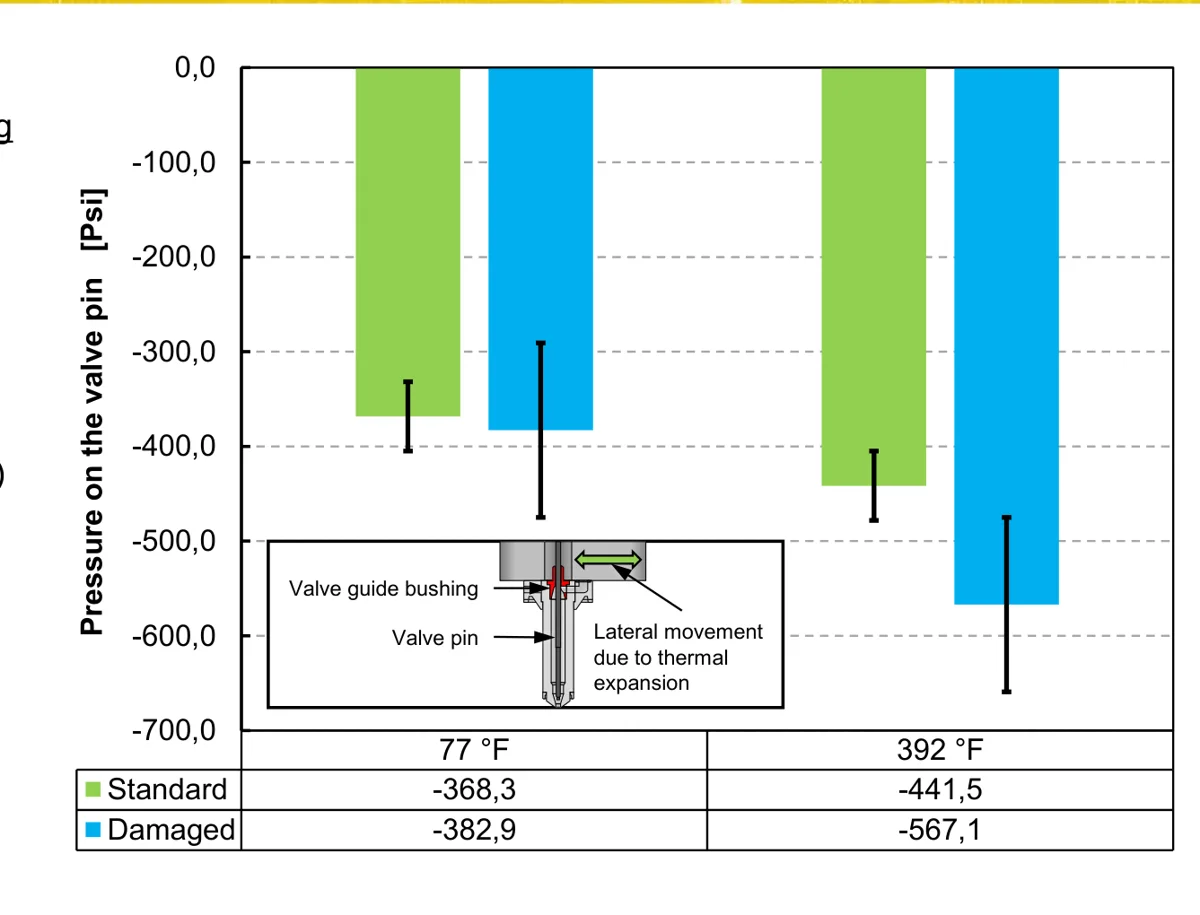 g
)
Pressure on the valve pin [Psi]
0,0
-100,0
-200,0
-300,0
-400,0
-500,0
-600,0
-700,0
Valve guide bushing
Valve pin
Lateral movement
due to thermal
expansion
77 °F 392 °F
Standard -368,3 -441,5
Damaged -382,9 -567,1